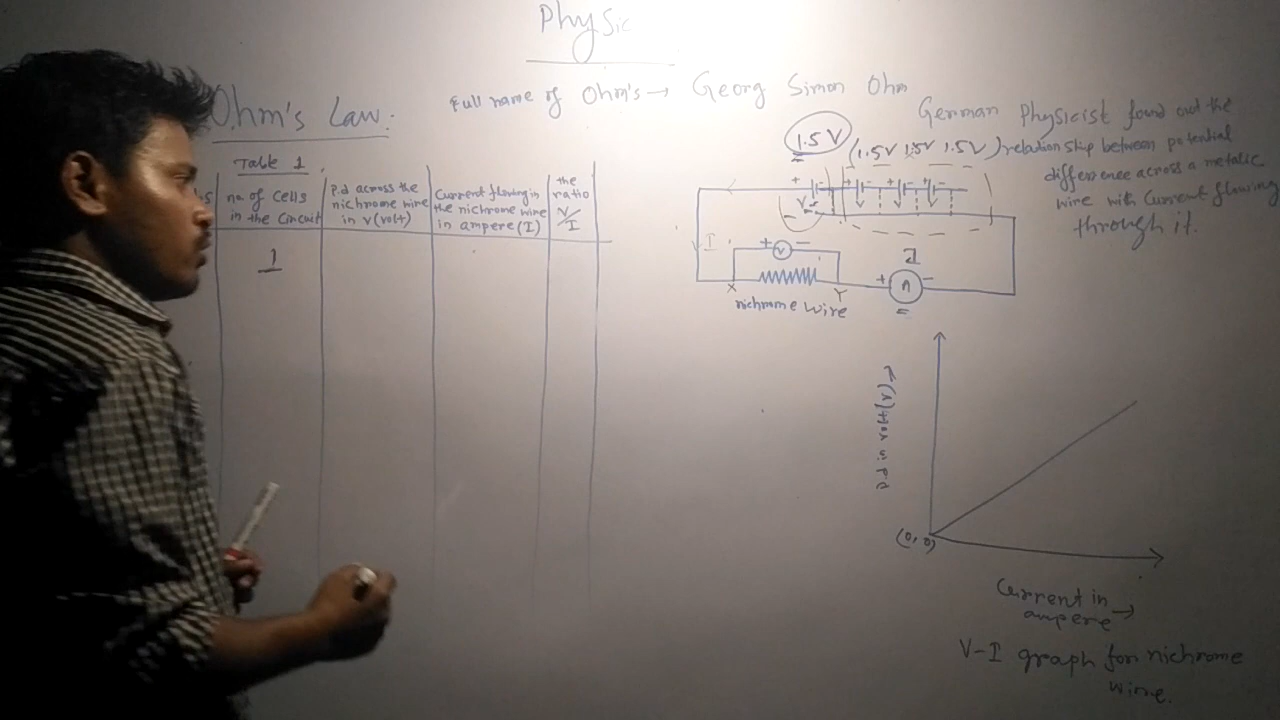 Physic
Ohm's Law:
Full name of Ohm's → Georg Simon Ohm
German Physicist found out the
relationship between potential
difference across a metalic
wire with current flowing
through it.
Table 1
no. of cells
in the circuit
p.d across the
nichrome wire
in v (volt)
Current flowing in
the nichrome wire
in ampere (I)
the
ratio
V/I
1
1.5 V
(1.5V 1.5V 1.5V)
+ + + +
I
+ V −
X Y
nichrome wire
+ −
p.d in volt (v) →
(0, 0)
Current in
ampere →
V-I graph for nichrome
wire.